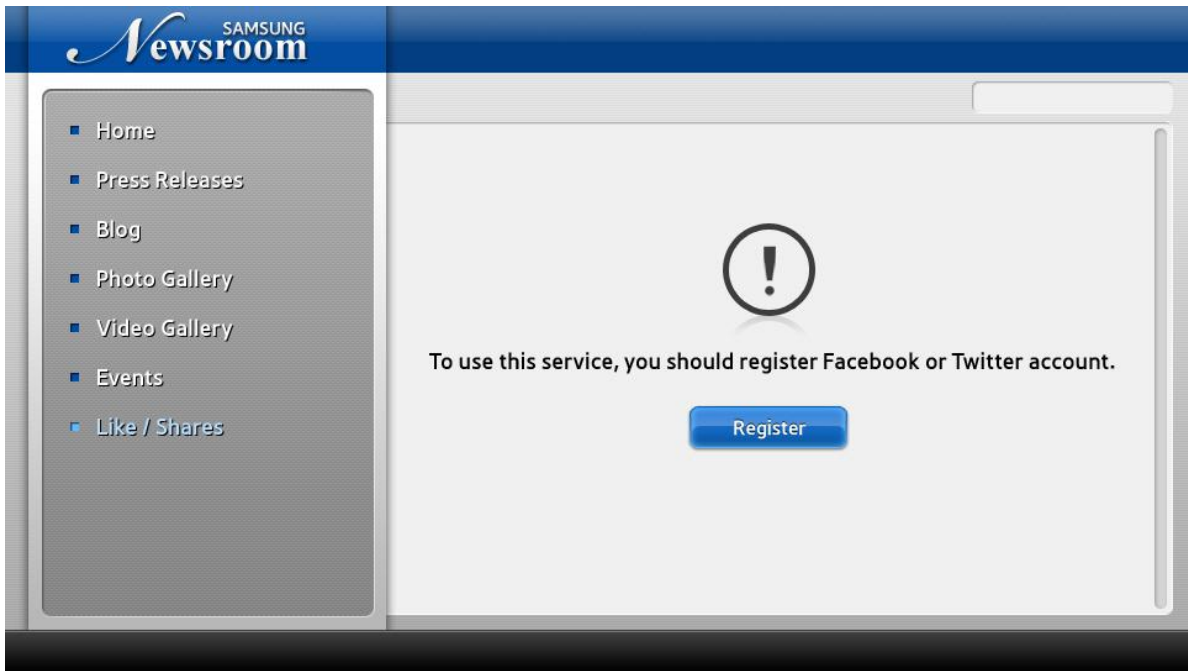 SAMSUNG
Newsroom
Home
Press Releases
Blog
Photo Gallery
Video Gallery
Events
Like / Shares
To use this service, you should register Facebook or Twitter account.
Register